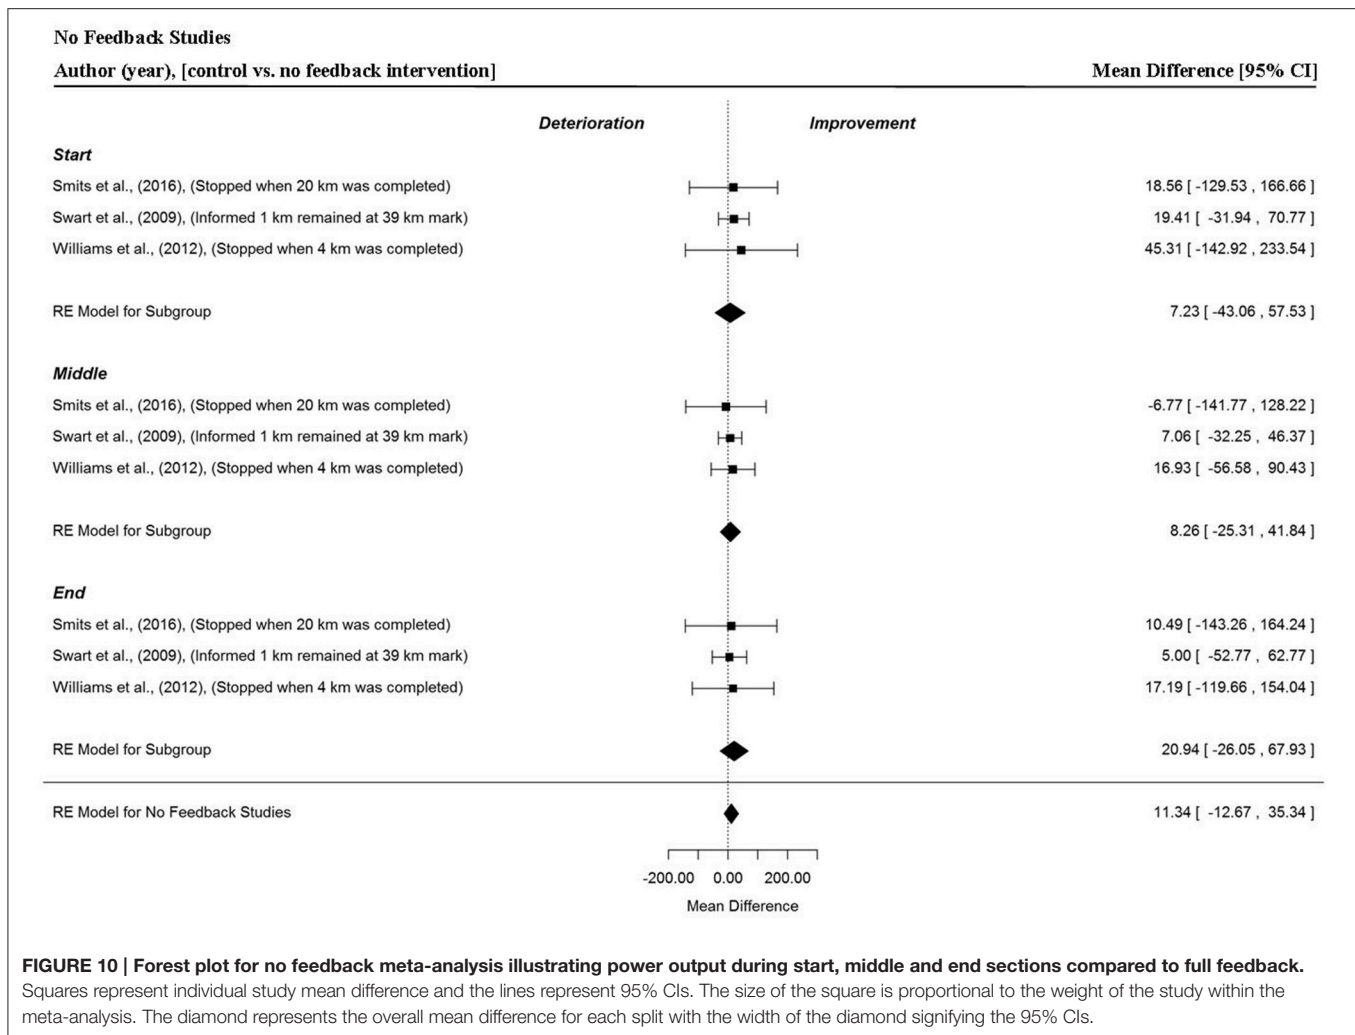 No Feedback Studies
Author (year), [control vs. no feedback intervention] Mean Difference [95% CI]
Deterioration Improvement
Start
Smits et al., (2016), (Stopped when 20 km was completed) 18.56 [ -129.53 , 166.66 ]
Swart et al., (2009), (Informed 1 km remained at 39 km mark) 19.41 [ -31.94 , 70.77 ]
Williams et al., (2012), (Stopped when 4 km was completed) 45.31 [ -142.92 , 233.54 ]
RE Model for Subgroup 7.23 [ -43.06 , 57.53 ]
Middle
Smits et al., (2016), (Stopped when 20 km was completed) -6.77 [ -141.77 , 128.22 ]
Swart et al., (2009), (Informed 1 km remained at 39 km mark) 7.06 [ -32.25 , 46.37 ]
Williams et al., (2012), (Stopped when 4 km was completed) 16.93 [ -56.58 , 90.43 ]
RE Model for Subgroup 8.26 [ -25.31 , 41.84 ]
End
Smits et al., (2016), (Stopped when 20 km was completed) 10.49 [ -143.26 , 164.24 ]
Swart et al., (2009), (Informed 1 km remained at 39 km mark) 5.00 [ -52.77 , 62.77 ]
Williams et al., (2012), (Stopped when 4 km was completed) 17.19 [ -119.66 , 154.04 ]
RE Model for Subgroup 20.94 [ -26.05 , 67.93 ]
RE Model for No Feedback Studies 11.34 [ -12.67 , 35.34 ]
-200.00 0.00 200.00
Mean Difference
FIGURE 10 | Forest plot for no feedback meta-analysis illustrating power output during start, middle and end sections compared to full feedback.
Squares represent individual study mean difference and the lines represent 95% CIs. The size of the square is proportional to the weight of the study within the
meta-analysis. The diamond represents the overall mean difference for each split with the width of the diamond signifying the 95% CIs.